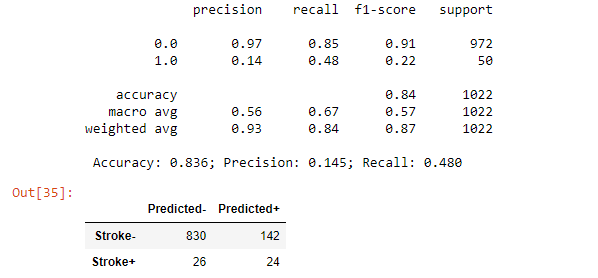 precision recall f1-score support
0.0 0.97 0.85 0.91 972
1.0 0.14 0.48 0.22 50
accuracy 0.84 1022
macro avg 0.56 0.67 0.57 1022
weighted avg 0.93 0.84 0.87 1022
Accuracy: 0.836; Precision: 0.145; Recall: 0.480
Out[35]:
Predicted- Predicted+
Stroke- 830 142
Stroke+ 26 24